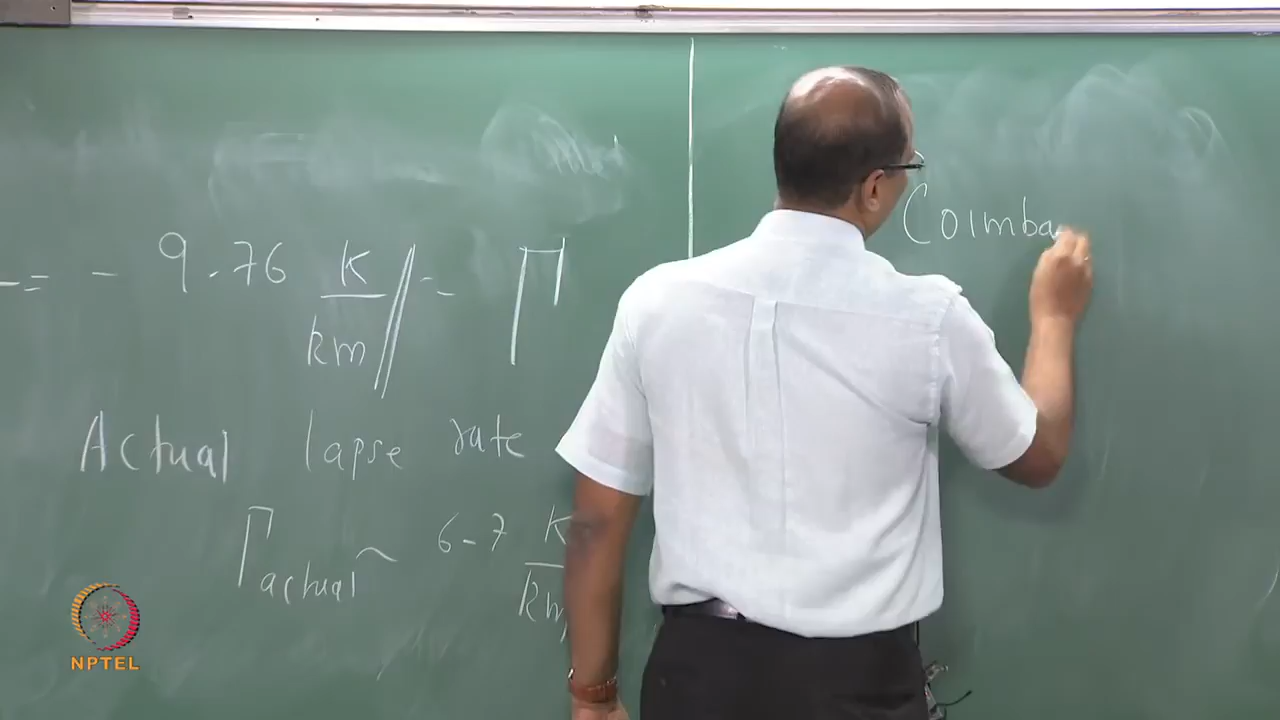 = - 9.76 K/km // = Γ
Actual lapse rate
Γactual ~ 6-7 K/km
Coimba
NPTEL